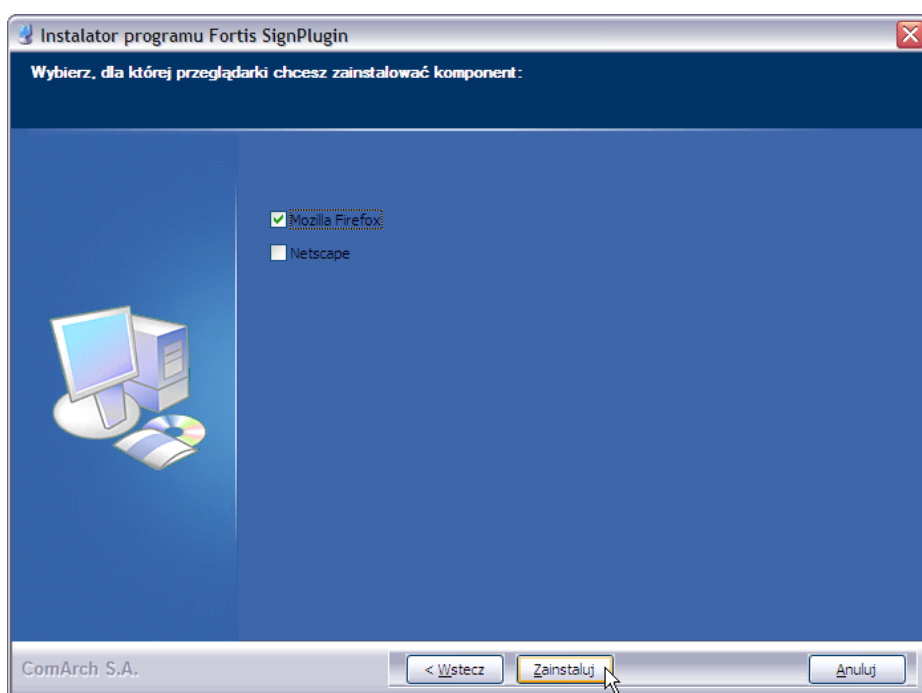 Instalator programu Fortis SignPlugin
Wybierz, dla której przeglądarki chcesz zainstalować komponent:
Mozilla Firefox
Netscape
ComArch S.A.
< Wstecz
Zainstaluj
Anuluj